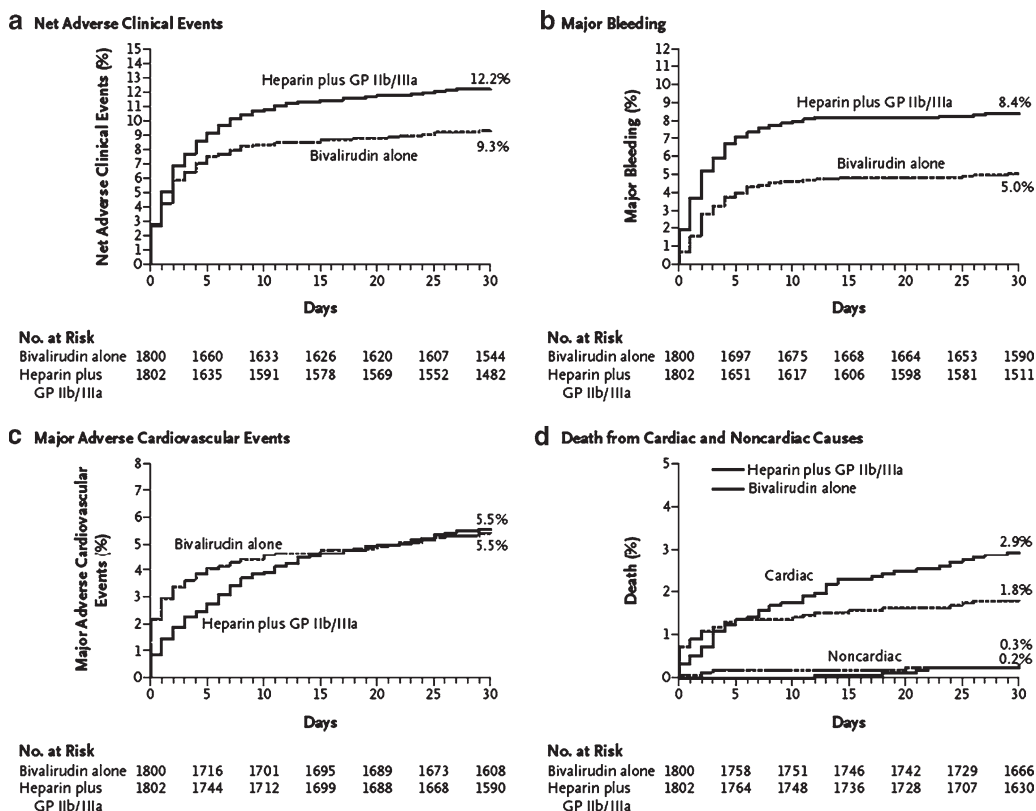 a Net Adverse Clinical Events
Net Adverse Clinical Events (%)
15
14
13
12
11
10
9
8
7
6
5
4
3
2
1
0
Heparin plus GP IIb/IIIa
12.2%
Bivalirudin alone
9.3%
0 5 10 15 20 25 30
Days
No. at Risk
Bivalirudin alone 1800 1660 1633 1626 1620 1607 1544
Heparin plus 1802 1635 1591 1578 1569 1552 1482
GP IIb/IIIa
b Major Bleeding
Major Bleeding (%)
12
11
10
9
8
7
6
5
4
3
2
1
0
Heparin plus GP IIb/IIIa
8.4%
Bivalirudin alone
5.0%
0 5 10 15 20 25 30
Days
No. at Risk
Bivalirudin alone 1800 1697 1675 1668 1664 1653 1590
Heparin plus 1802 1651 1617 1606 1598 1581 1511
GP IIb/IIIa
c Major Adverse Cardiovascular Events
Major Adverse Cardiovascular
Events (%)
8
7
6
5
4
3
2
1
0
Bivalirudin alone
5.5%
5.5%
Heparin plus GP IIb/IIIa
0 5 10 15 20 25 30
Days
No. at Risk
Bivalirudin alone 1800 1716 1701 1695 1689 1673 1608
Heparin plus 1802 1744 1712 1699 1688 1668 1590
GP IIb/IIIa
d Death from Cardiac and Noncardiac Causes
Death (%)
5
4
3
2
1
0
Heparin plus GP IIb/IIIa
Bivalirudin alone
2.9%
Cardiac
1.8%
Noncardiac
0.3%
0.2%
0 5 10 15 20 25 30
Days
No. at Risk
Bivalirudin alone 1800 1758 1751 1746 1742 1729 1666
Heparin plus 1802 1764 1748 1736 1728 1707 1630
GP IIb/IIIa